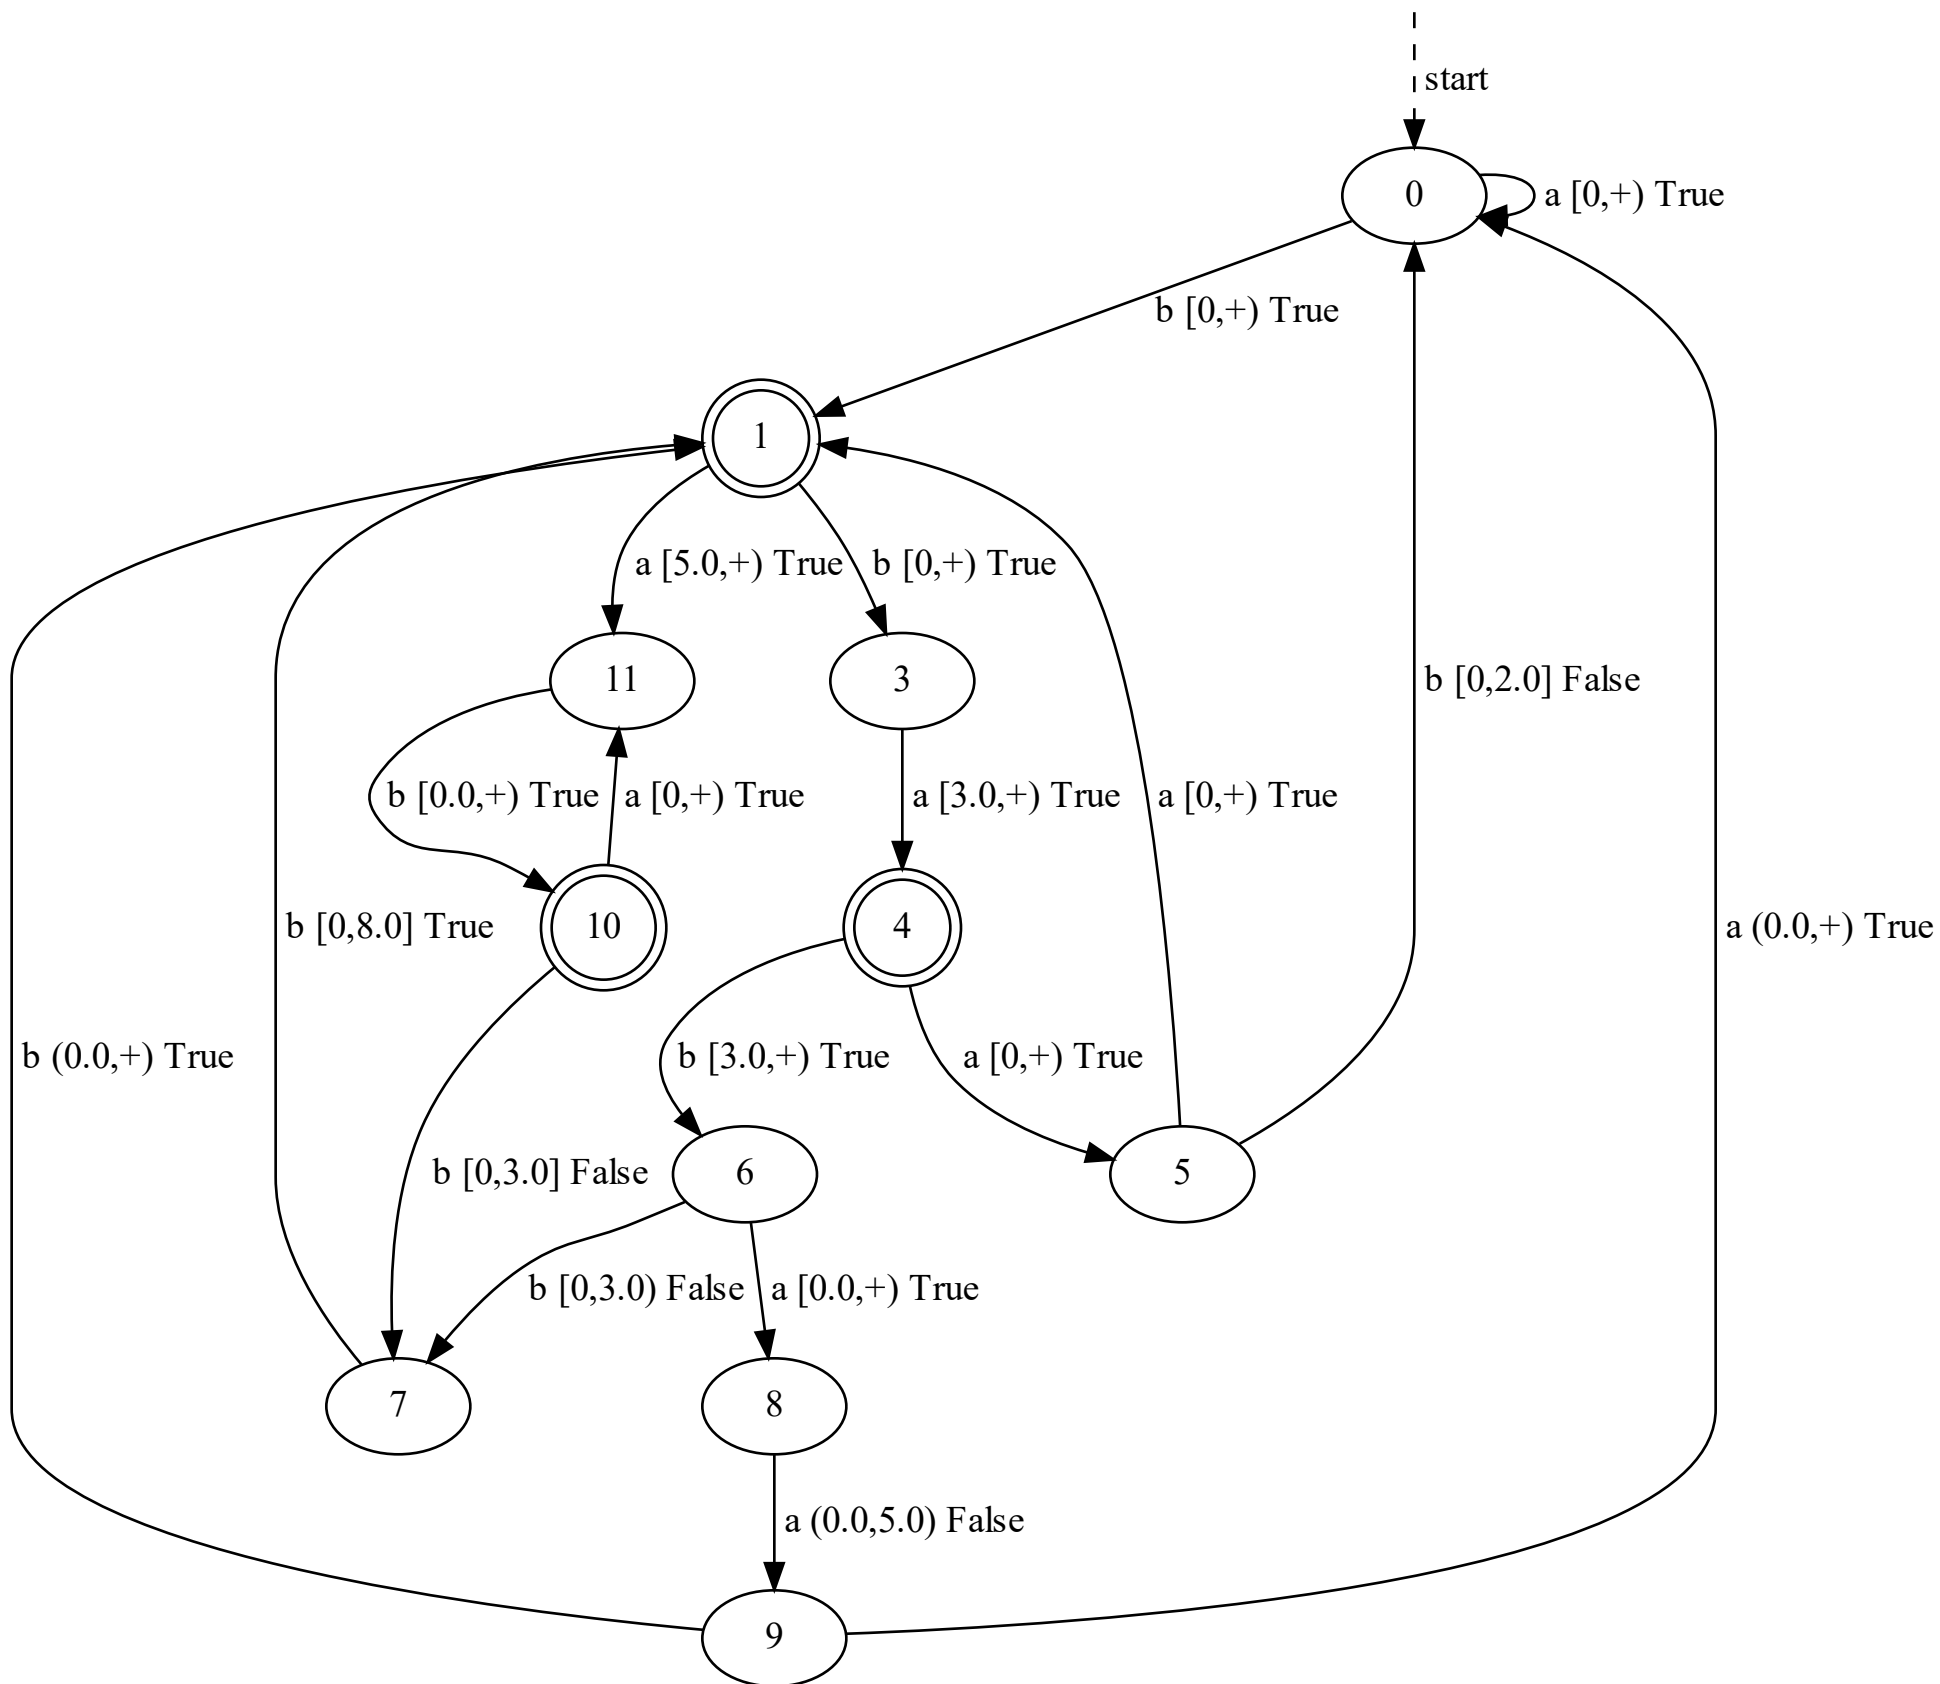 start
0
a [0,+) True
b [0,+) True
1
a [5.0,+) True
b [0,+) True
11
3
b [0,2.0] False
b [0.0,+) True
a [0,+) True
a [3.0,+) True
a [0,+) True
b [0,8.0] True
10
4
a (0.0,+) True
b (0.0,+) True
b [3.0,+) True
a [0,+) True
b [0,3.0] False
6
5
b [0,3.0) False
a [0.0,+) True
7
8
a (0.0,5.0) False
9